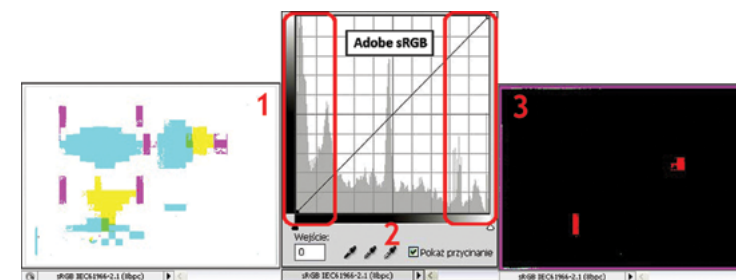 Adobe sRGB
1
3
2
Wejście:
0
Pokaż przycinanie
sRGB IEC61966-2.1 (8bpc)
sRGB IEC61966-2.1 (8bpc)
sRGB IEC61966-2.1 (8bpc)